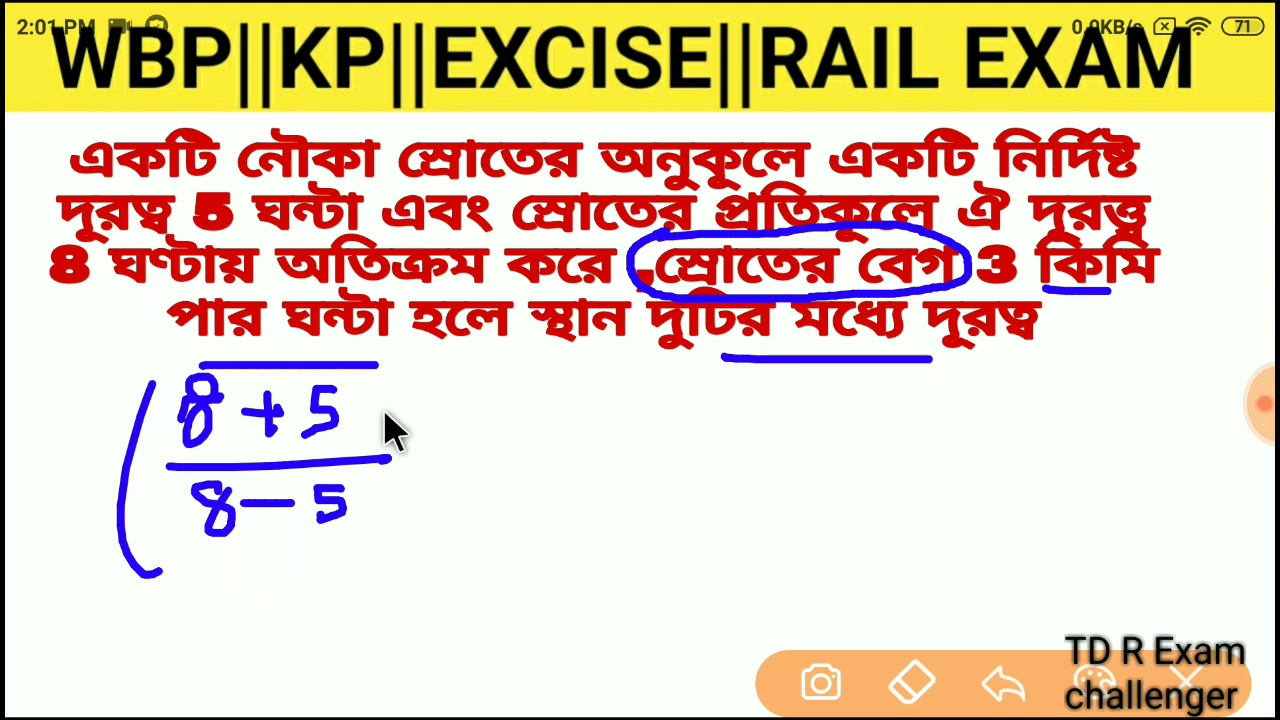 2:01 PM
0.0KB/s
71
WBP||KP||EXCISE||RAIL EXAM
একটি নৌকা স্রোতের অনুকূলে একটি নির্দিষ্ট
দূরত্ব 5 ঘন্টা এবং স্রোতের প্রতিকূলে ঐ দূরত্ত্ব
8 ঘণ্টায় অতিক্রম করে ,স্রোতের বেগ 3 কিমি
পার ঘন্টা হলে স্থান দুটির মধ্যে দূরত্ব
( 8 + 5
8 - 5
TD R Exam
challenger